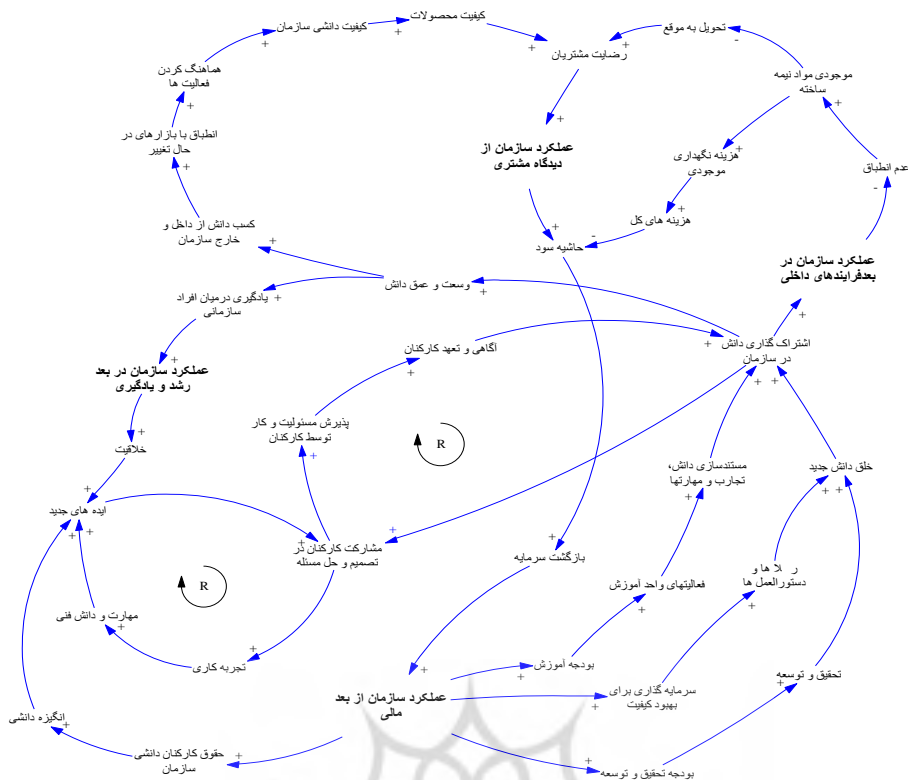 کیفیت محصولات
کیفیت دانشی سازمان
تحویل به موقع
رضایت مشتریان
هماهنگ کردن
فعالیت ها
موجودی مواد نیمه
ساخته
انطباق با بازارهای در
حال تغییر
عملکرد سازمان از
دیدگاه مشتری
هزینه نگهداری
موجودی
عدم انطباق
کسب دانش از داخل و
خارج سازمان
هزینه های کل
حاشیه سود
عملکرد سازمان در
بعدفرایندهای داخلی
وسعت و عمق دانش
یادگیری درمیان افراد
سازمانی
آگاهی و تعهد کارکنان
اشتراک گذاری دانش
در سازمان
عملکرد سازمان در بعد
رشد و یادگیری
پذیرش مسئولیت و کار
توسط کارکنان
R
خلاقیت
مستندسازی دانش،
تجارب و مهارتها
خلق دانش جدید
ایده های جدید
مشارکت کارکنان در
تصمیم و حل مسئله
بازگشت سرمایه
R
فعالیتهای واحد آموزش
ها و
دستورالعمل ها
مهارت و دانش فنی
تجربه کاری
بودجه آموزش
تحقیق و توسعه
عملکرد سازمان از بعد
مالی
سرمایه گذاری برای
بهبود کیفیت
انگیزه دانشی
حقوق کارکنان دانشی
سازمان
بودجه تحقیق و توسعه